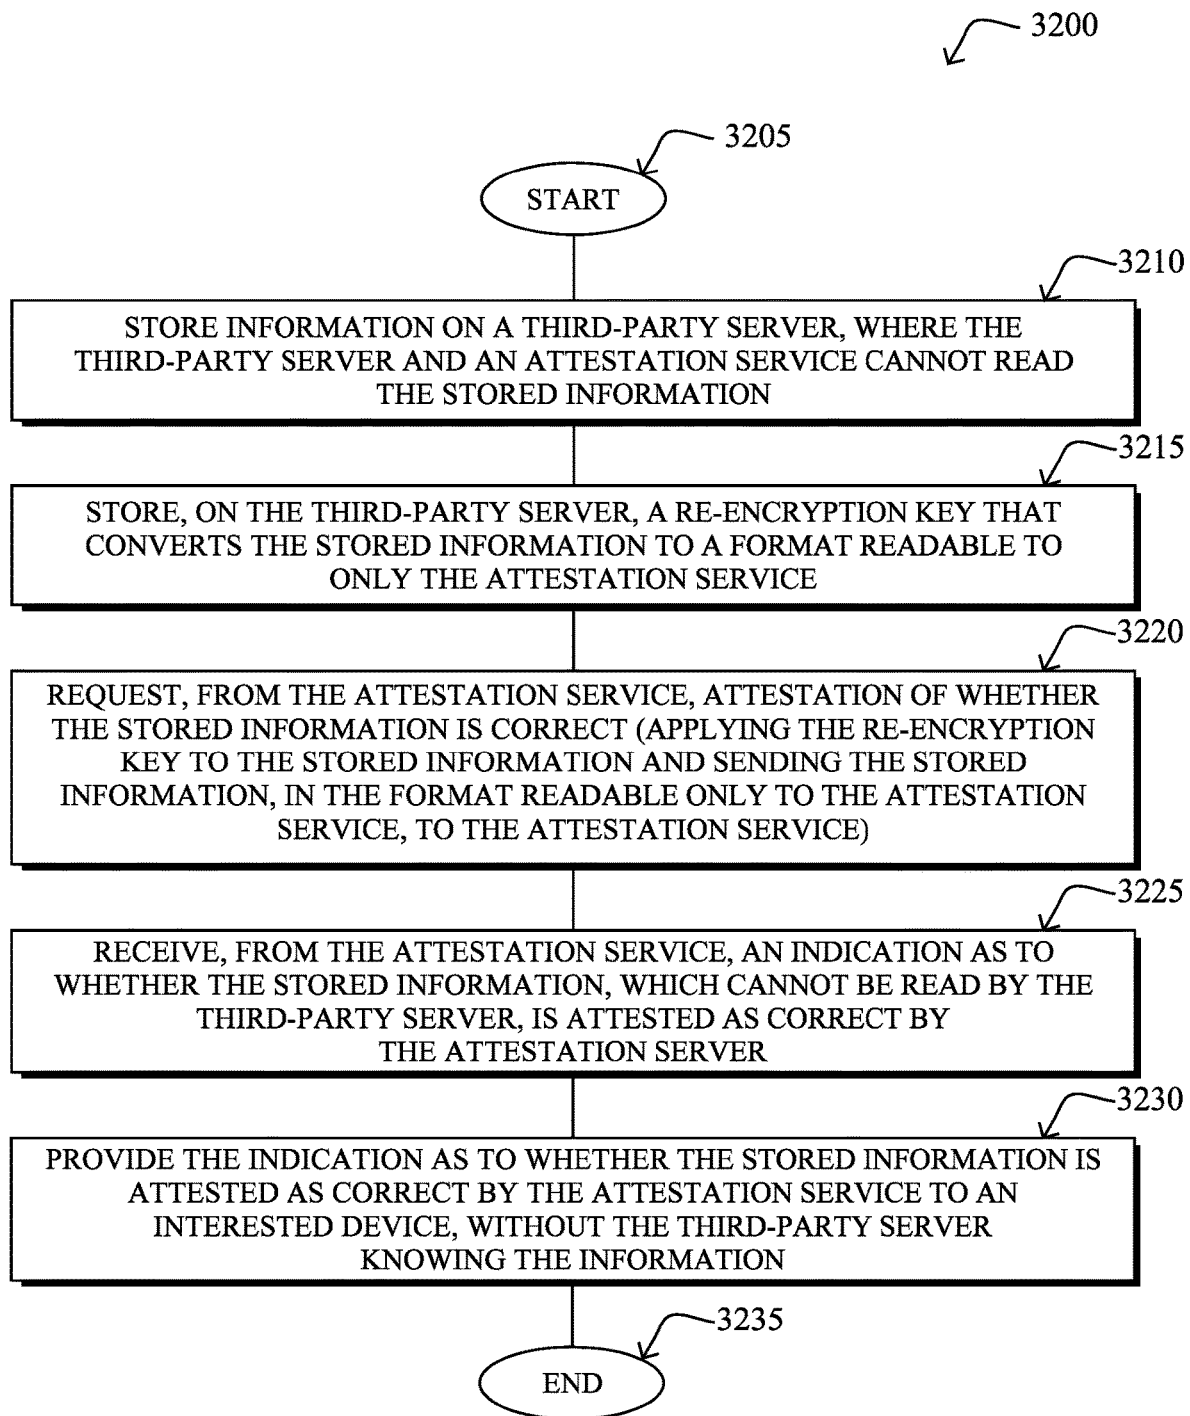 3200
3205
START
3210
STORE INFORMATION ON A THIRD-PARTY SERVER, WHERE THE
THIRD-PARTY SERVER AND AN ATTESTATION SERVICE CANNOT READ
THE STORED INFORMATION
3215
STORE, ON THE THIRD-PARTY SERVER, A RE-ENCRYPTION KEY THAT
CONVERTS THE STORED INFORMATION TO A FORMAT READABLE TO
ONLY THE ATTESTATION SERVICE
3220
REQUEST, FROM THE ATTESTATION SERVICE, ATTESTATION OF WHETHER
THE STORED INFORMATION IS CORRECT (APPLYING THE RE-ENCRYPTION
KEY TO THE STORED INFORMATION AND SENDING THE STORED
INFORMATION, IN THE FORMAT READABLE ONLY TO THE ATTESTATION
SERVICE, TO THE ATTESTATION SERVICE)
3225
RECEIVE, FROM THE ATTESTATION SERVICE, AN INDICATION AS TO
WHETHER THE STORED INFORMATION, WHICH CANNOT BE READ BY THE
THIRD-PARTY SERVER, IS ATTESTED AS CORRECT BY
THE ATTESTATION SERVER
3230
PROVIDE THE INDICATION AS TO WHETHER THE STORED INFORMATION IS
ATTESTED AS CORRECT BY THE ATTESTATION SERVICE TO AN
INTERESTED DEVICE, WITHOUT THE THIRD-PARTY SERVER
KNOWING THE INFORMATION
3235
END